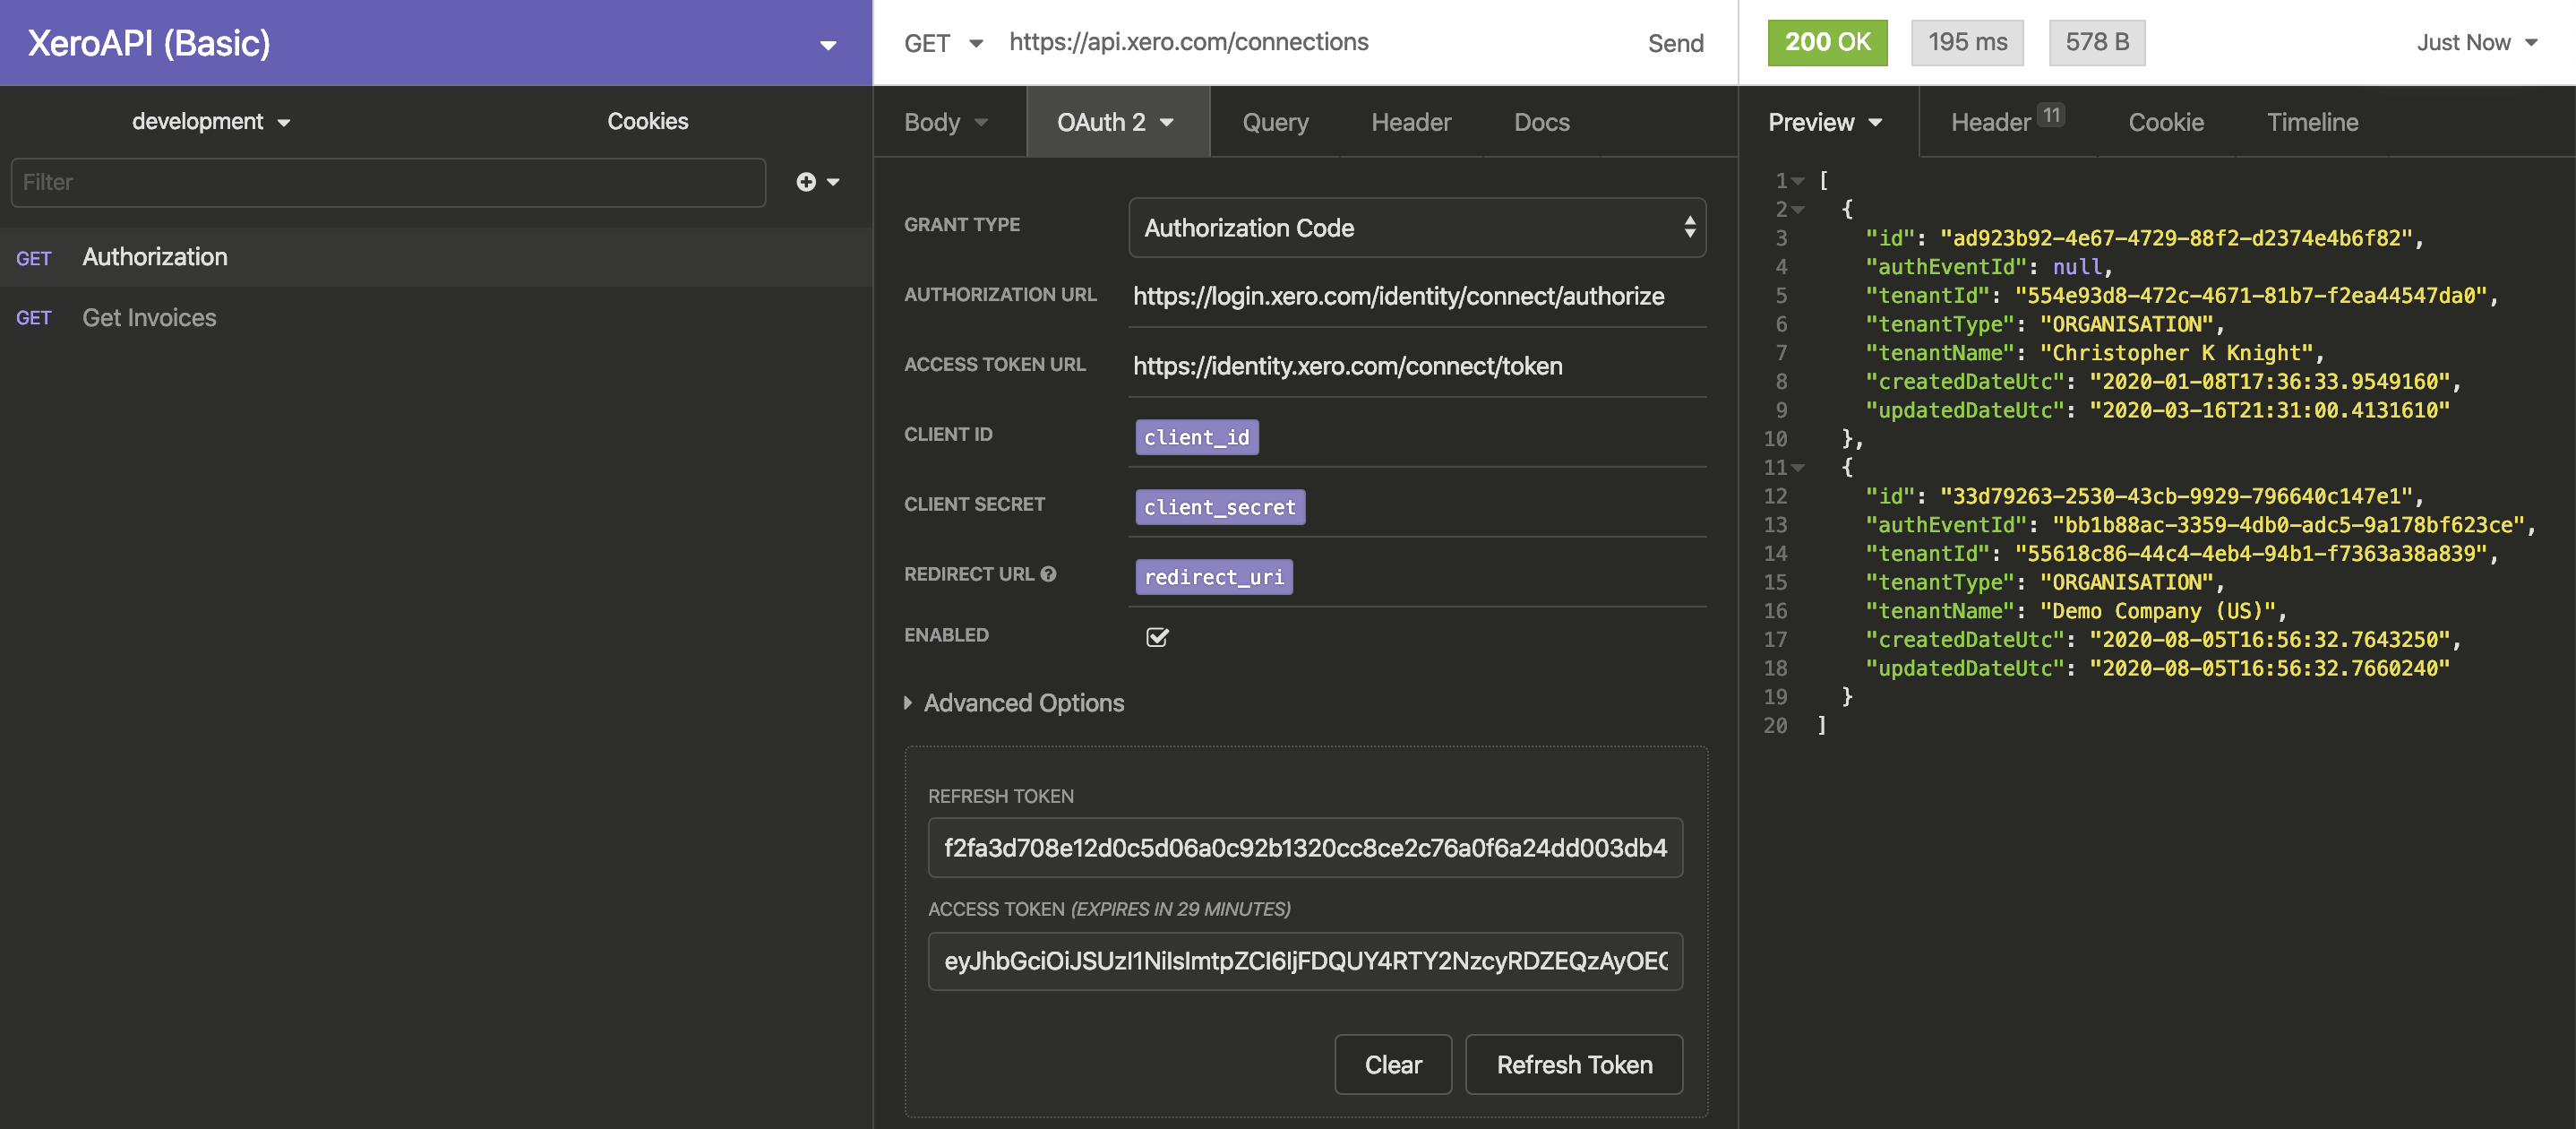 XeroAPI (Basic)
development
Cookies
Filter
GET Authorization
GET Get Invoices
GET https://api.xero.com/connections Send
Body OAuth 2 Query Header Docs
GRANT TYPE Authorization Code
AUTHORIZATION URL https://login.xero.com/identity/connect/authorize
ACCESS TOKEN URL https://identity.xero.com/connect/token
CLIENT ID client_id
CLIENT SECRET client_secret
REDIRECT URL redirect_uri
ENABLED
Advanced Options
REFRESH TOKEN
f2fa3d708e12d0c5d06a0c92b1320cc8ce2c76a0f6a24dd003db4
ACCESS TOKEN (EXPIRES IN 29 MINUTES)
eyJhbGciOiJSUzI1NiIsImtpZCI6IjFDQUY4RTY2NzcyRDZEQzAyOEC
Clear Refresh Token
200 OK 195 ms 578 B Just Now
Preview Header 11 Cookie Timeline
1 [
2 {
3 "id": "ad923b92-4e67-4729-88f2-d2374e4b6f82",
4 "authEventId": null,
5 "tenantId": "554e93d8-472c-4671-81b7-f2ea44547da0",
6 "tenantType": "ORGANISATION",
7 "tenantName": "Christopher K Knight",
8 "createdDateUtc": "2020-01-08T17:36:33.9549160",
9 "updatedDateUtc": "2020-03-16T21:31:00.4131610"
10 },
11 {
12 "id": "33d79263-2530-43cb-9929-796640c147e1",
13 "authEventId": "bb1b88ac-3359-4db0-adc5-9a178bf623ce",
14 "tenantId": "55618c86-44c4-4eb4-94b1-f7363a38a839",
15 "tenantType": "ORGANISATION",
16 "tenantName": "Demo Company (US)",
17 "createdDateUtc": "2020-08-05T16:56:32.7643250",
18 "updatedDateUtc": "2020-08-05T16:56:32.7660240"
19 }
20 ]